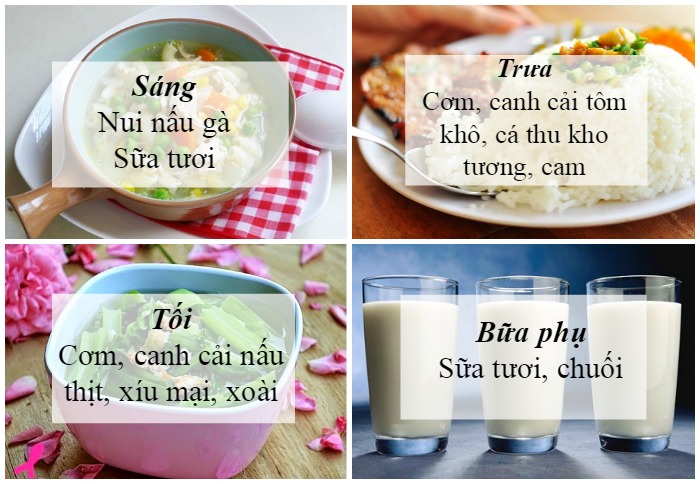 Sáng
Nui nấu gà
Sữa tươi
Trưa
Cơm, canh cải tôm
khô, cá thu kho
tương, cam
Tối
Cơm, canh cải nấu
thịt, xíu mại, xoài
Bữa phụ
Sữa tươi, chuối